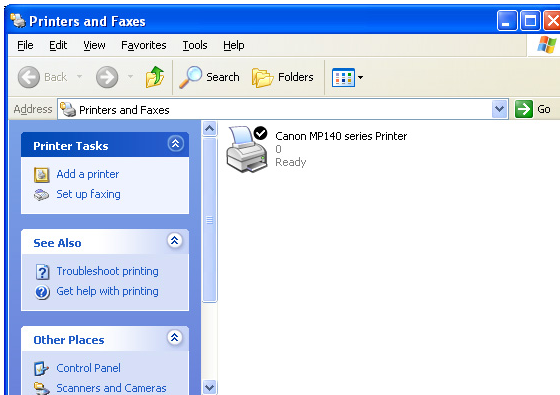 Printers and Faxes
File Edit View Favorites Tools Help
Back Search Folders
Address Printers and Faxes Go
Printer Tasks
Add a printer
Set up faxing
See Also
Troubleshoot printing
Get help with printing
Other Places
Control Panel
Scanners and Cameras
Canon MP140 series Printer
0
Ready